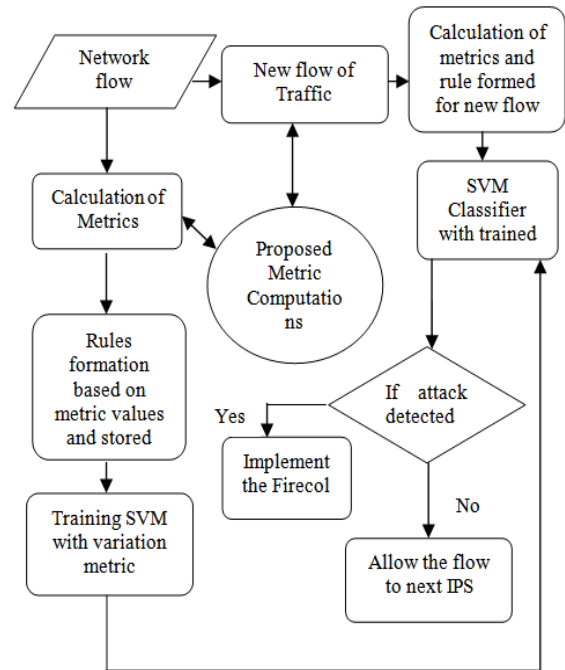 Network
flow
New flow of
Traffic
Calculation of
metrics and
rule formed
for new flow
Calculation of
Metrics
SVM
Classifier
with trained
Proposed
Metric
Computatio
ns
Rules
formation
based on
metric values
and stored
If attack
detected
Yes
Implement
the Firecol
No
Training SVM
with variation
metric
Allow the flow
to next IPS